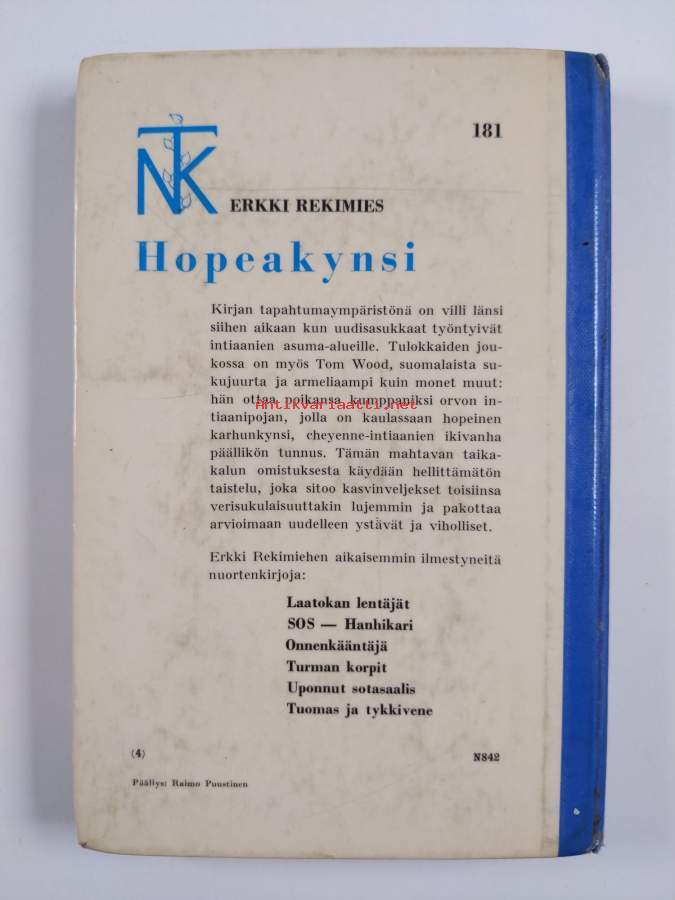 181
NTK
ERKKI REKIMIES
Hopeakynsi
Kirjan tapahtumaympäristönä on villi länsi
siihen aikaan kun uudisasukkaat työntyivät
intiaanien asuma-alueille. Tulokkaiden jou-
kossa on myös Tom Wood, suomalaista su-
kujuurta ja armeliaampi kuin monet muut:
hän ottaa poikansa kumppaniksi orvon in-
Antikvariaatti.net
tiaanipojan, jolla on kaulassaan hopeinen
karhunkynsi, cheyenne-intiaanien ikivanha
päällikön tunnus. Tämän mahtavan taika-
kalun omistuksesta käydään hellittämätön
taistelu, joka sitoo kasvinveljekset toisiinsa
verisukulaisuuttakin lujemmin ja pakottaa
arvioimaan uudelleen ystävät ja viholliset.
Erkki Rekimiehen aikaisemmin ilmestyneitä
nuortenkirjoja:
Laatokan lentäjät
SOS — Hanhikari
Onnenkääntäjä
Turman korpit
Uponnut sotasaalis
Tuomas ja tykkivene
(4)
N842
Päällys: Raimo Puustinen